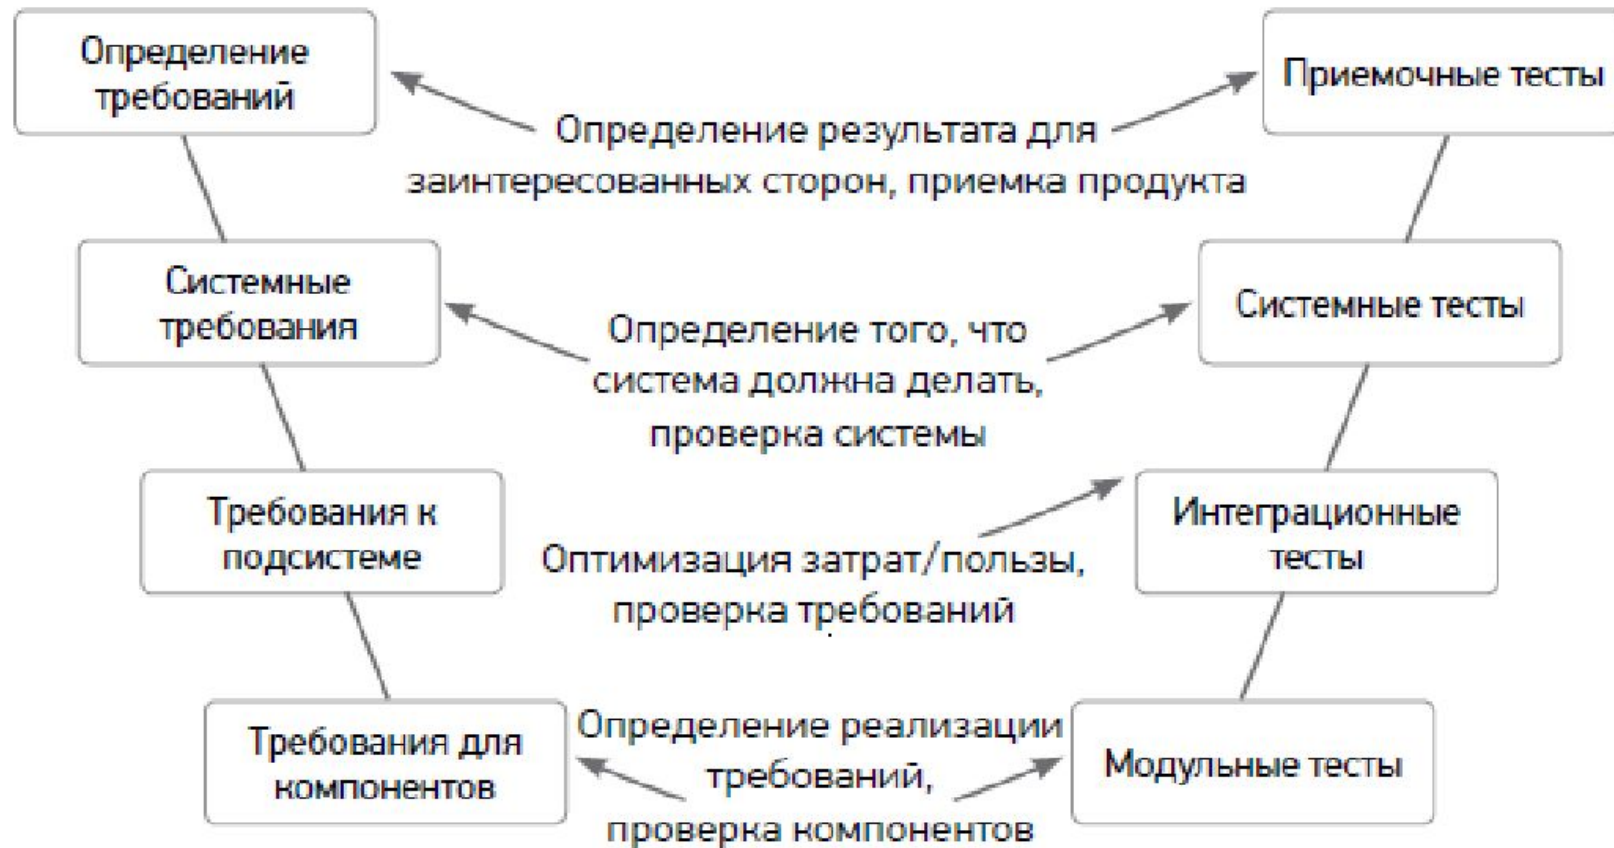 Определение
требований
Приемочные тесты
Определение результата для
заинтересованных сторон, приемка продукта
Системные
требования
Системные тесты
Определение того, что
система должна делать,
проверка системы
Требования к
подсистеме
Интеграционные
тесты
Оптимизация затрат/пользы,
проверка требований
Требования для
компонентов
Определение реализации
требований,
проверка компонентов
Модульные тесты